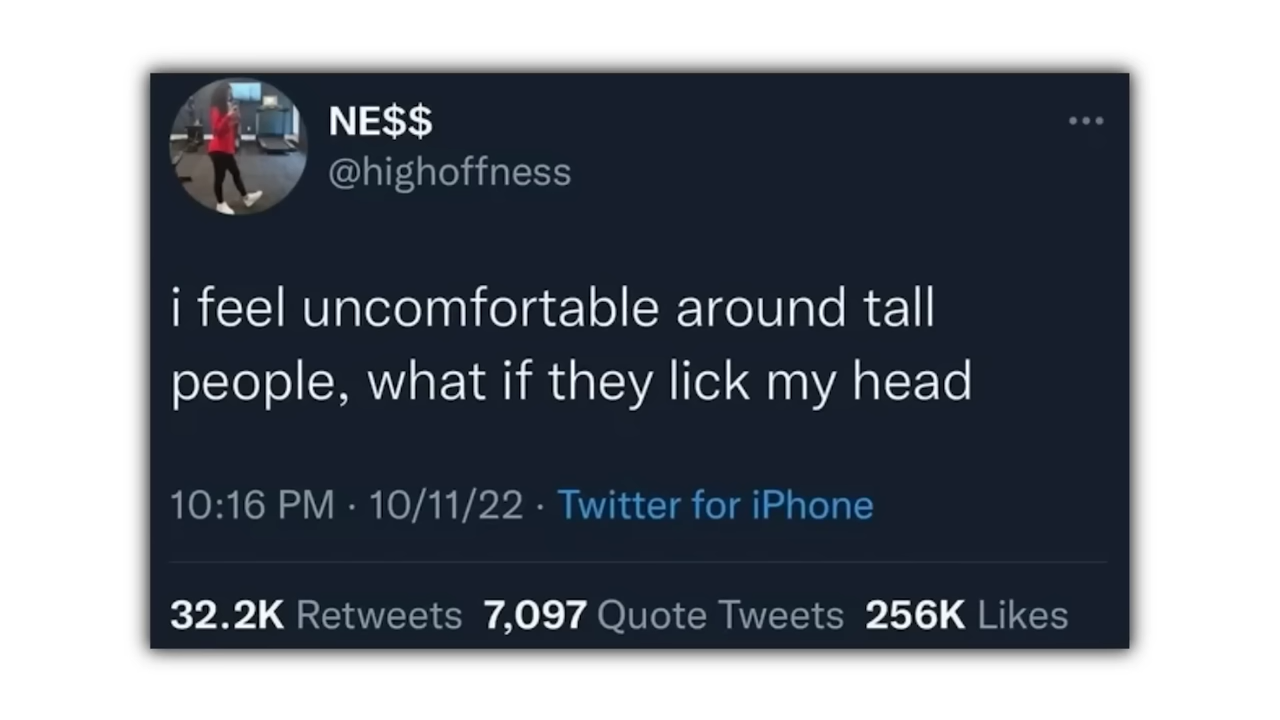 NE$$
@highoffness
i feel uncomfortable around tall
people, what if they lick my head
10:16 PM · 10/11/22 · Twitter for iPhone
32.2K Retweets 7,097 Quote Tweets 256K Likes